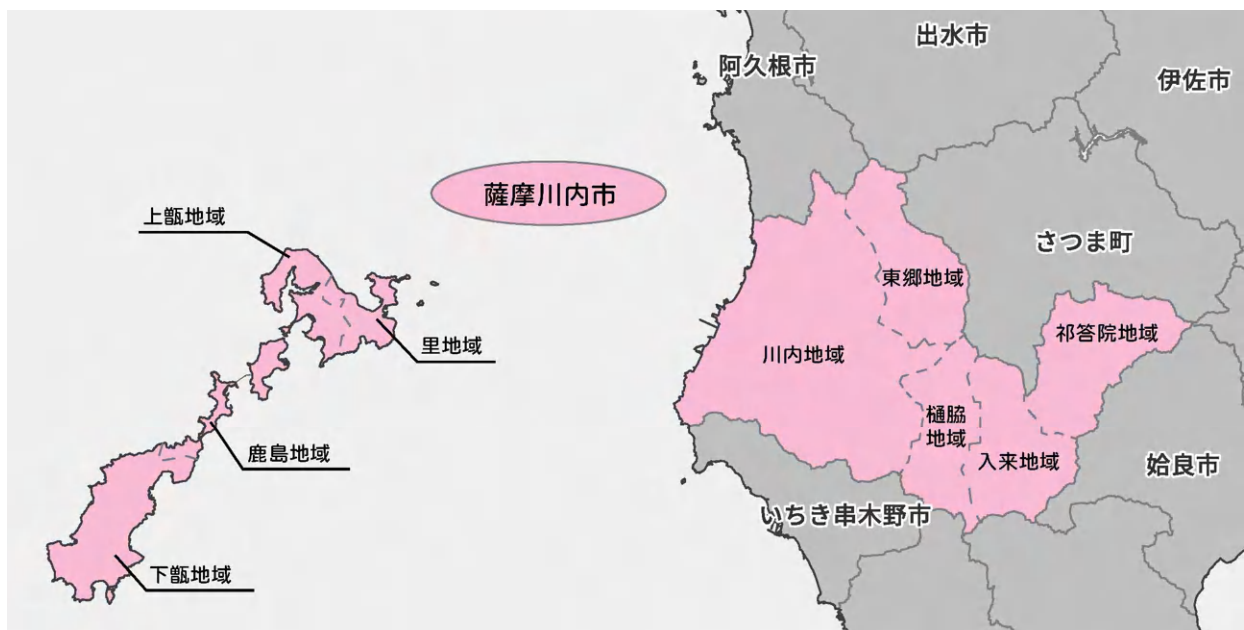 出水市
阿久根市
伊佐市
薩摩川内市
上甑地域
さつま町
東郷地域
祁答院地域
里地域
川内地域
樋脇
地域
鹿島地域
入来地域
姶良市
いちき串木野市
下甑地域